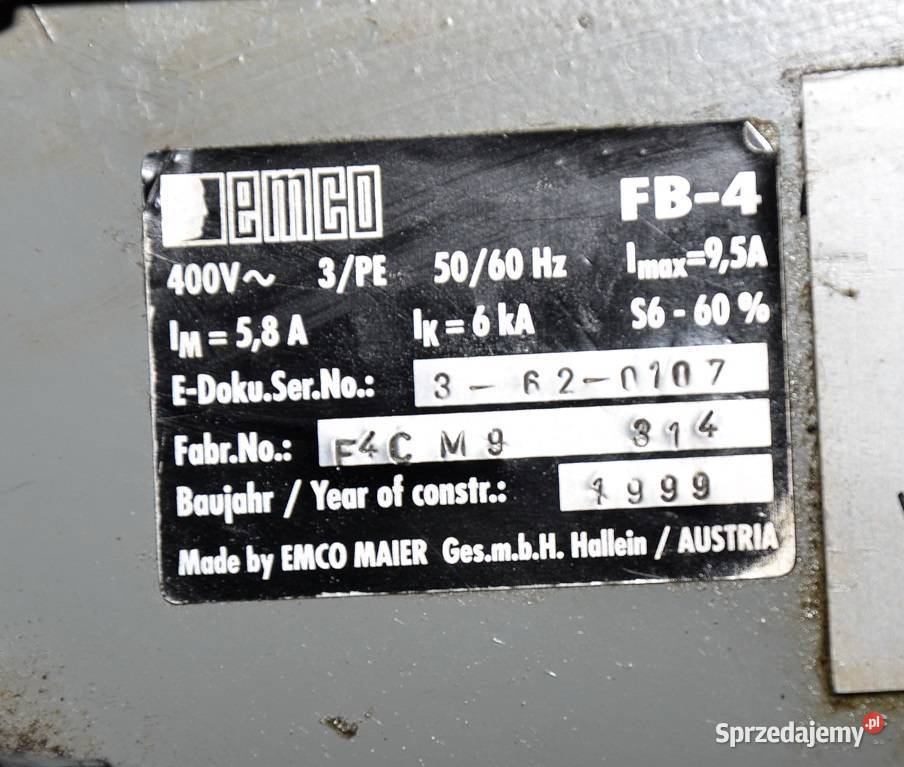 emco FB-4
400V~ 3/PE 50/60 Hz Imax=9,5A
IM = 5,8 A IK = 6 kA S6 - 60 %
E-Doku.Ser.No.: 3 - 62-0107
Fabr.No.: F4C M9 314
Baujahr / Year of constr.: 1999
Made by EMCO MAIER Ges.m.b.H. Hallein / AUSTRIA
Sprzedajemy.pl